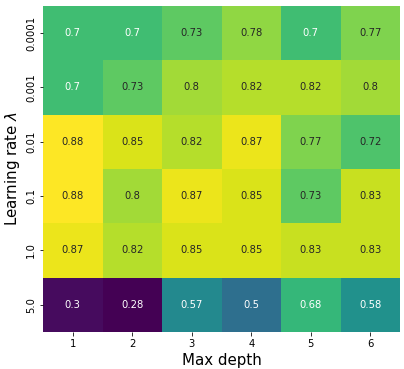 0.0001 0.7 0.7 0.73 0.78 0.7 0.77
0.001 0.7 0.73 0.8 0.82 0.82 0.8
0.01 0.88 0.85 0.82 0.87 0.77 0.72
0.1 0.88 0.8 0.87 0.85 0.73 0.83
1.0 0.87 0.82 0.85 0.85 0.83 0.83
5.0 0.3 0.28 0.57 0.5 0.68 0.58
1 2 3 4 5 6
Max depth
Learning rate λ